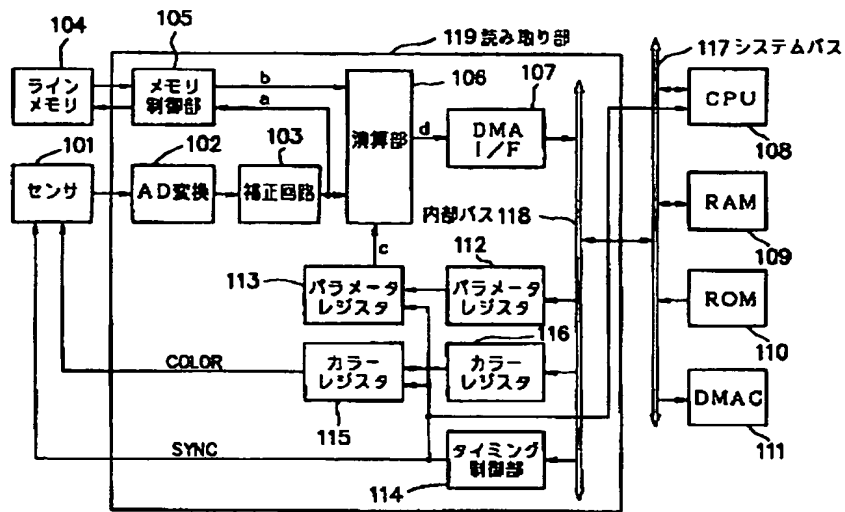 104
105
119 読み取り部
117 システムバス
ライン
メモリ
メモリ
制御部
b
a
106
107
CPU
108
101
102
103
演算部
d
DMA
I/F
センサ
AD変換
補正回路
内部バス 118
RAM
109
c
112
113
パラメータ
レジスタ
パラメータ
レジスタ
ROM
110
116
COLOR
カラー
レジスタ
カラー
レジスタ
115
DMAC
111
SYNC
タイミング
制御部
114